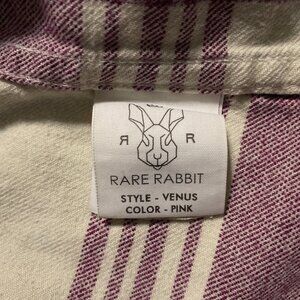 Я R
RARE RABBIT
STYLE - VENUS
COLOR - PINK